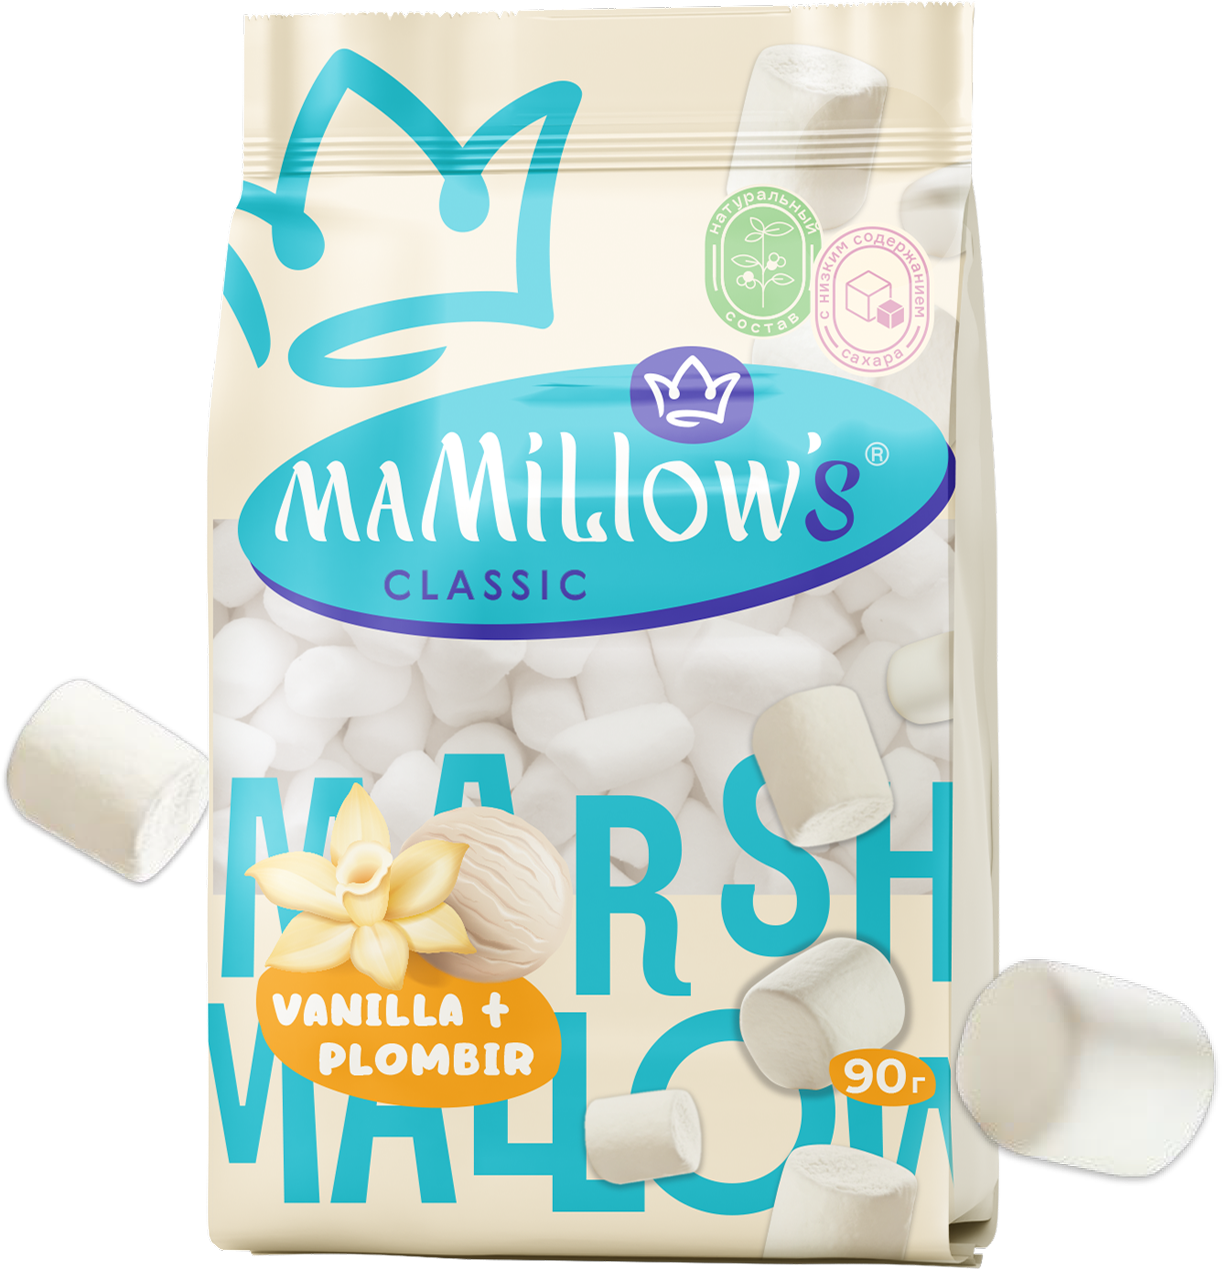 натуральный
состав
с низким содержанием
сахара
MAMiLLOW's®
CLASSIC
MARSH
MALLOW
VANILLA +
PLOMBIR
90г